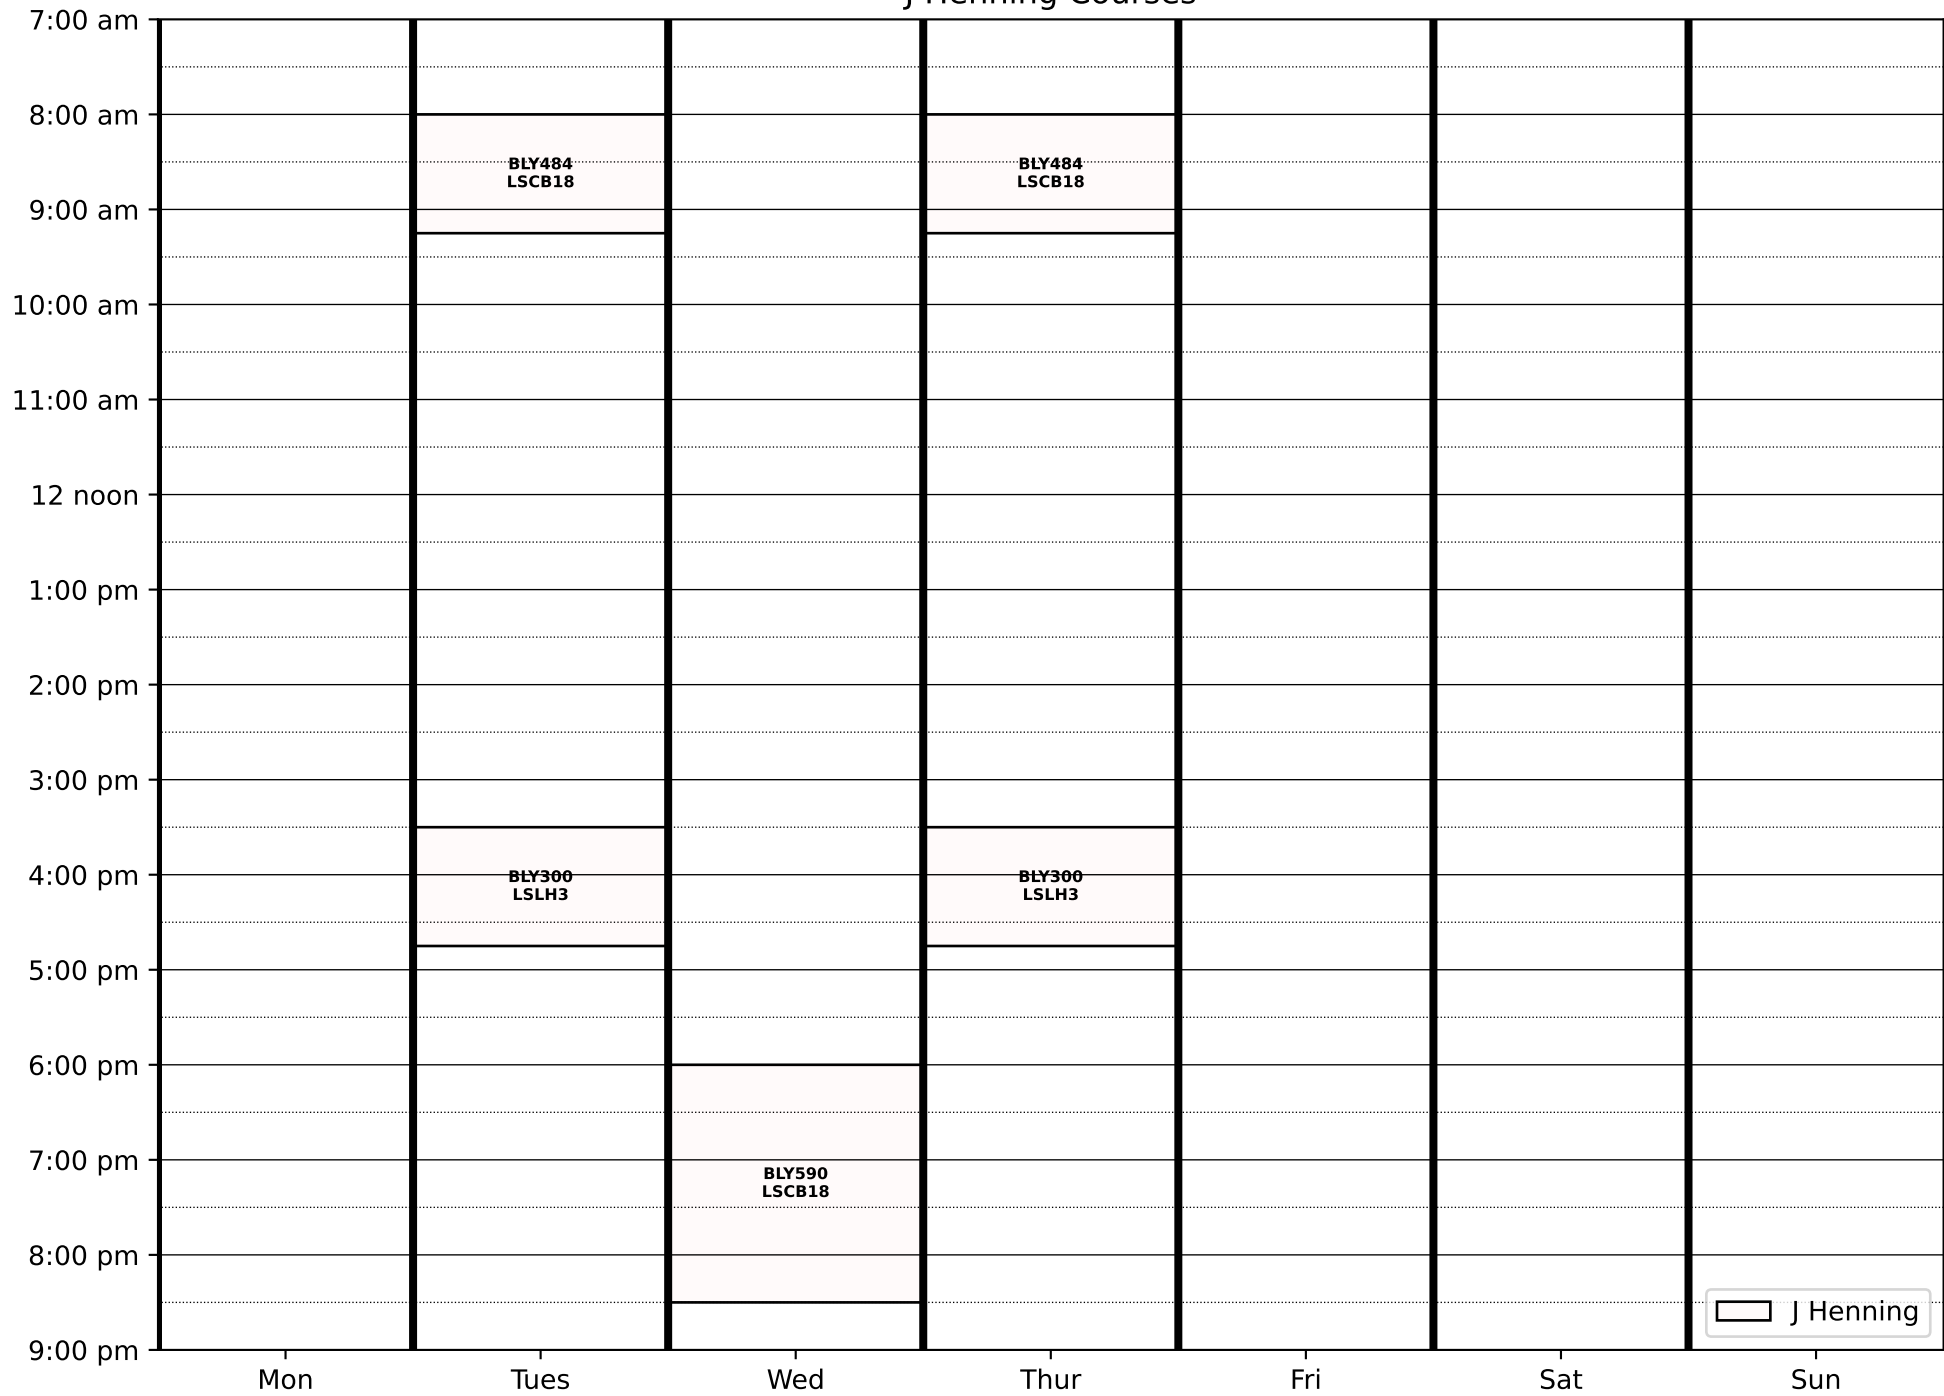 J Henning Courses
7:00 am
8:00 am
BLY484
LSCB18
BLY484
LSCB18
9:00 am
10:00 am
11:00 am
12 noon
1:00 pm
2:00 pm
3:00 pm
4:00 pm
BLY300
LSLH3
BLY300
LSLH3
5:00 pm
6:00 pm
7:00 pm
BLY590
LSCB18
8:00 pm
J Henning
9:00 pm
Mon Tues Wed Thur Fri Sat Sun